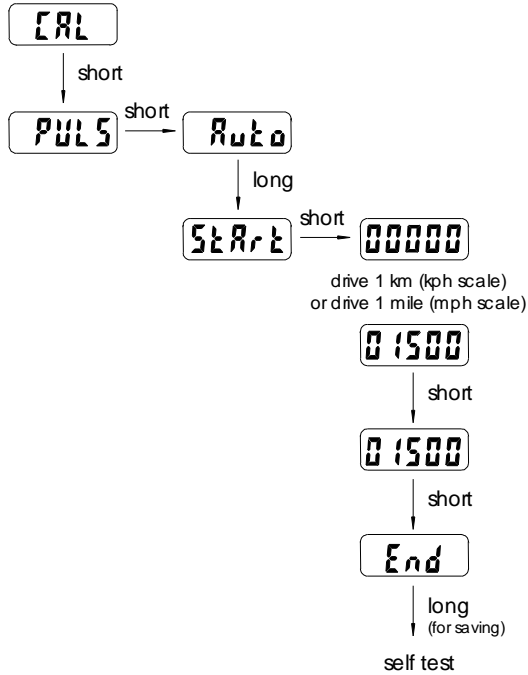 CAL
short
PULS
short
Auto
long
StArt
short
00000
drive 1 km (kph scale)
or drive 1 mile (mph scale)
01500
short
01500
short
End
long
(for saving)
self test